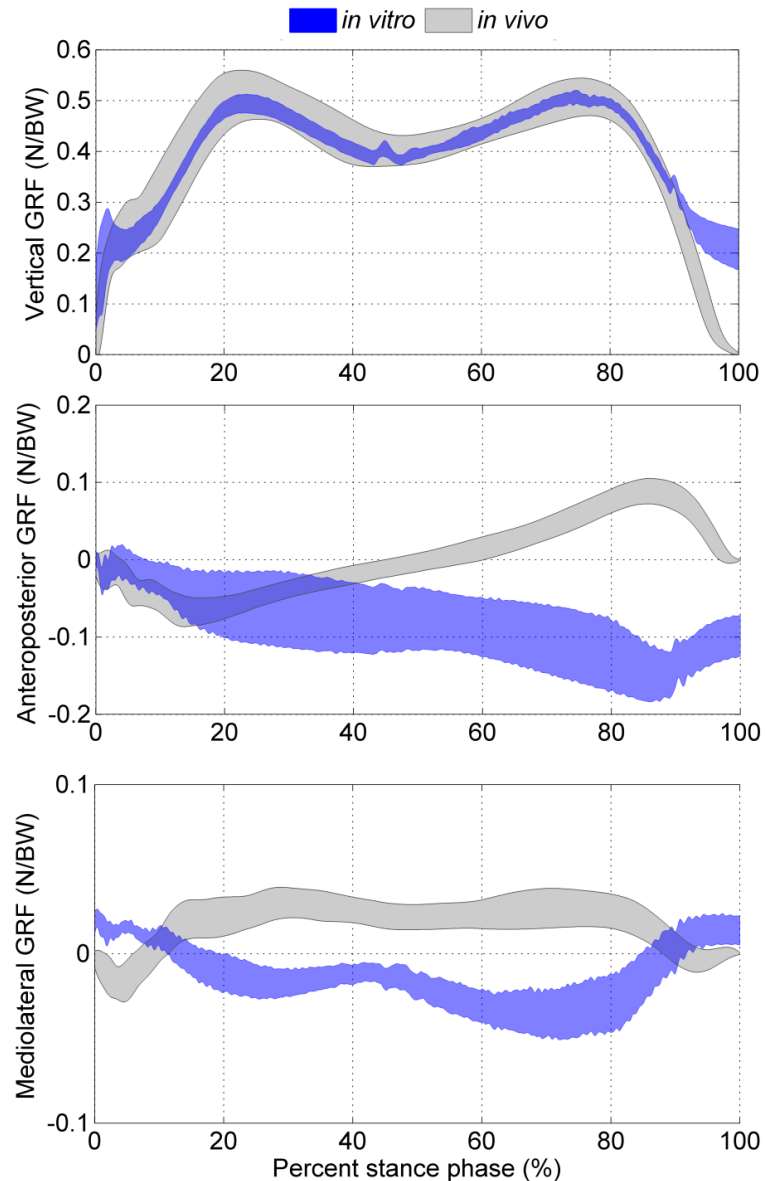 in vitro in vivo
Vertical GRF (N/BW)
0.6
0.5
0.4
0.3
0.2
0.1
0
0 20 40 60 80 100
Anteroposterior GRF (N/BW)
0.2
0.1
0
-0.1
-0.2
0 20 40 60 80 100
Mediolateral GRF (N/BW)
0.1
0
-0.1
0 20 40 60 80 100
Percent stance phase (%)